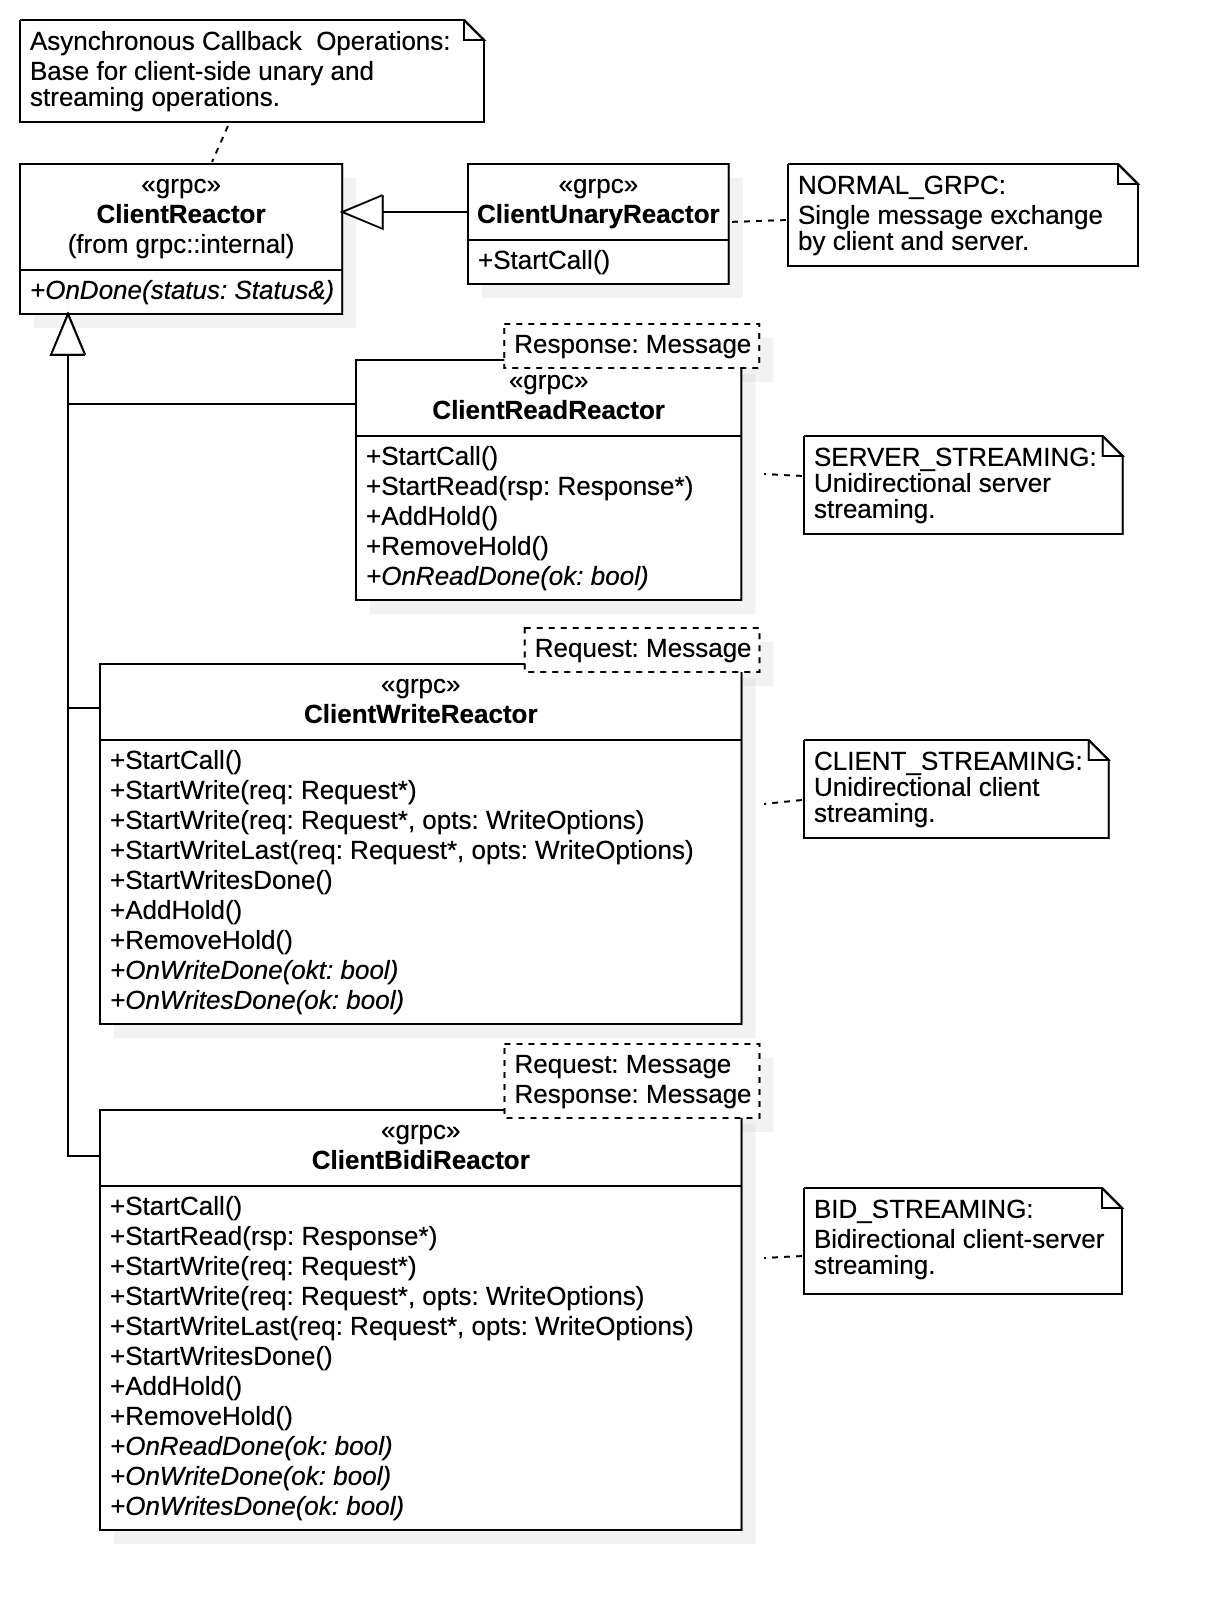 Asynchronous Callback  Operations:
Base for client-side unary and
streaming operations.
«grpc»
ClientReactor
(from grpc::internal)
+OnDone(status: Status&)
«grpc»
ClientUnaryReactor
+StartCall()
NORMAL_GRPC:
Single message exchange
by client and server.
Response: Message
«grpc»
ClientReadReactor
+StartCall()
+StartRead(rsp: Response*)
+AddHold()
+RemoveHold()
+OnReadDone(ok: bool)
SERVER_STREAMING:
Unidirectional server
streaming.
Request: Message
«grpc»
ClientWriteReactor
+StartCall()
+StartWrite(req: Request*)
+StartWrite(req: Request*, opts: WriteOptions)
+StartWriteLast(req: Request*, opts: WriteOptions)
+StartWritesDone()
+AddHold()
+RemoveHold()
+OnWriteDone(okt: bool)
+OnWritesDone(ok: bool)
CLIENT_STREAMING:
Unidirectional client
streaming.
Request: Message
Response: Message
«grpc»
ClientBidiReactor
+StartCall()
+StartRead(rsp: Response*)
+StartWrite(req: Request*)
+StartWrite(req: Request*, opts: WriteOptions)
+StartWriteLast(req: Request*, opts: WriteOptions)
+StartWritesDone()
+AddHold()
+RemoveHold()
+OnReadDone(ok: bool)
+OnWriteDone(ok: bool)
+OnWritesDone(ok: bool)
BID_STREAMING:
Bidirectional client-server
streaming.